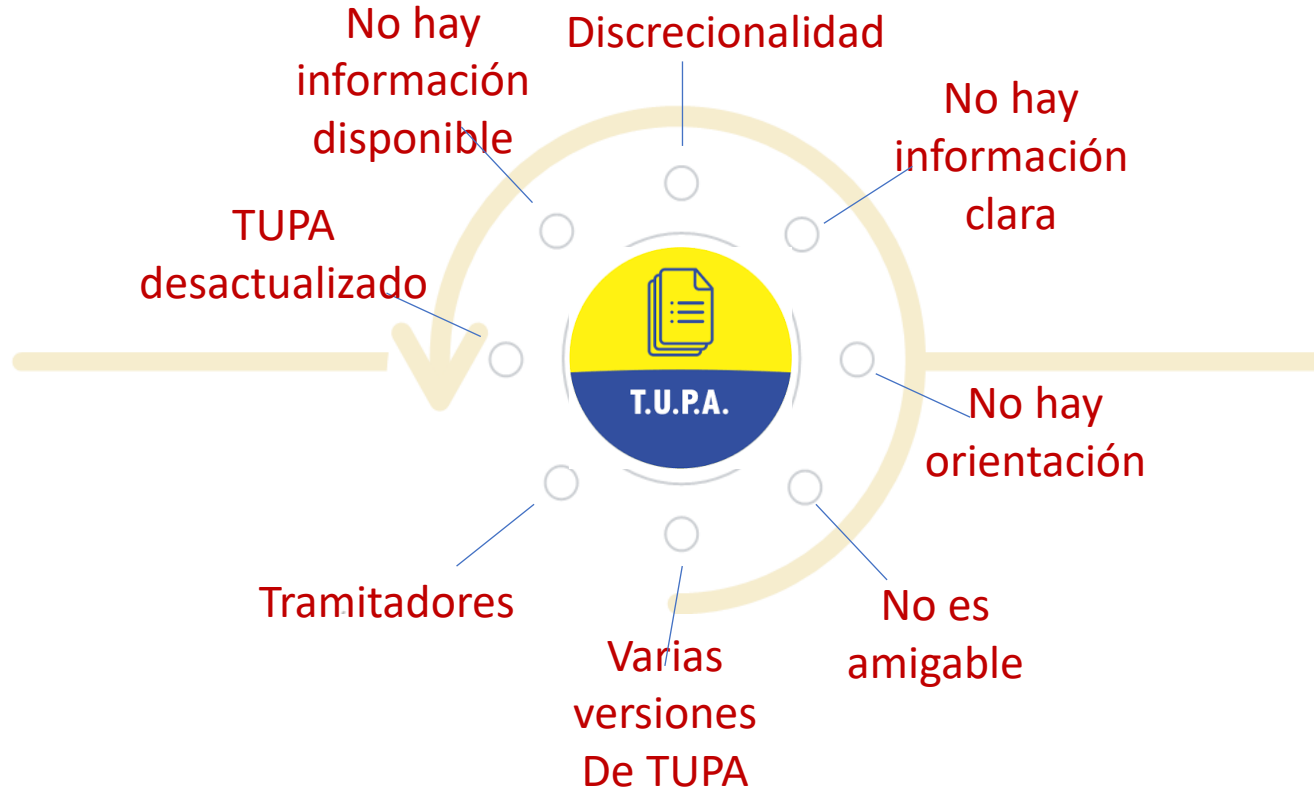 No hay
información
disponible
Discrecionalidad
No hay
información
clara
TUPA
desactualizado
T.U.P.A.
No hay
orientación
Tramitadores
No es
amigable
Varias
versiones
De TUPA